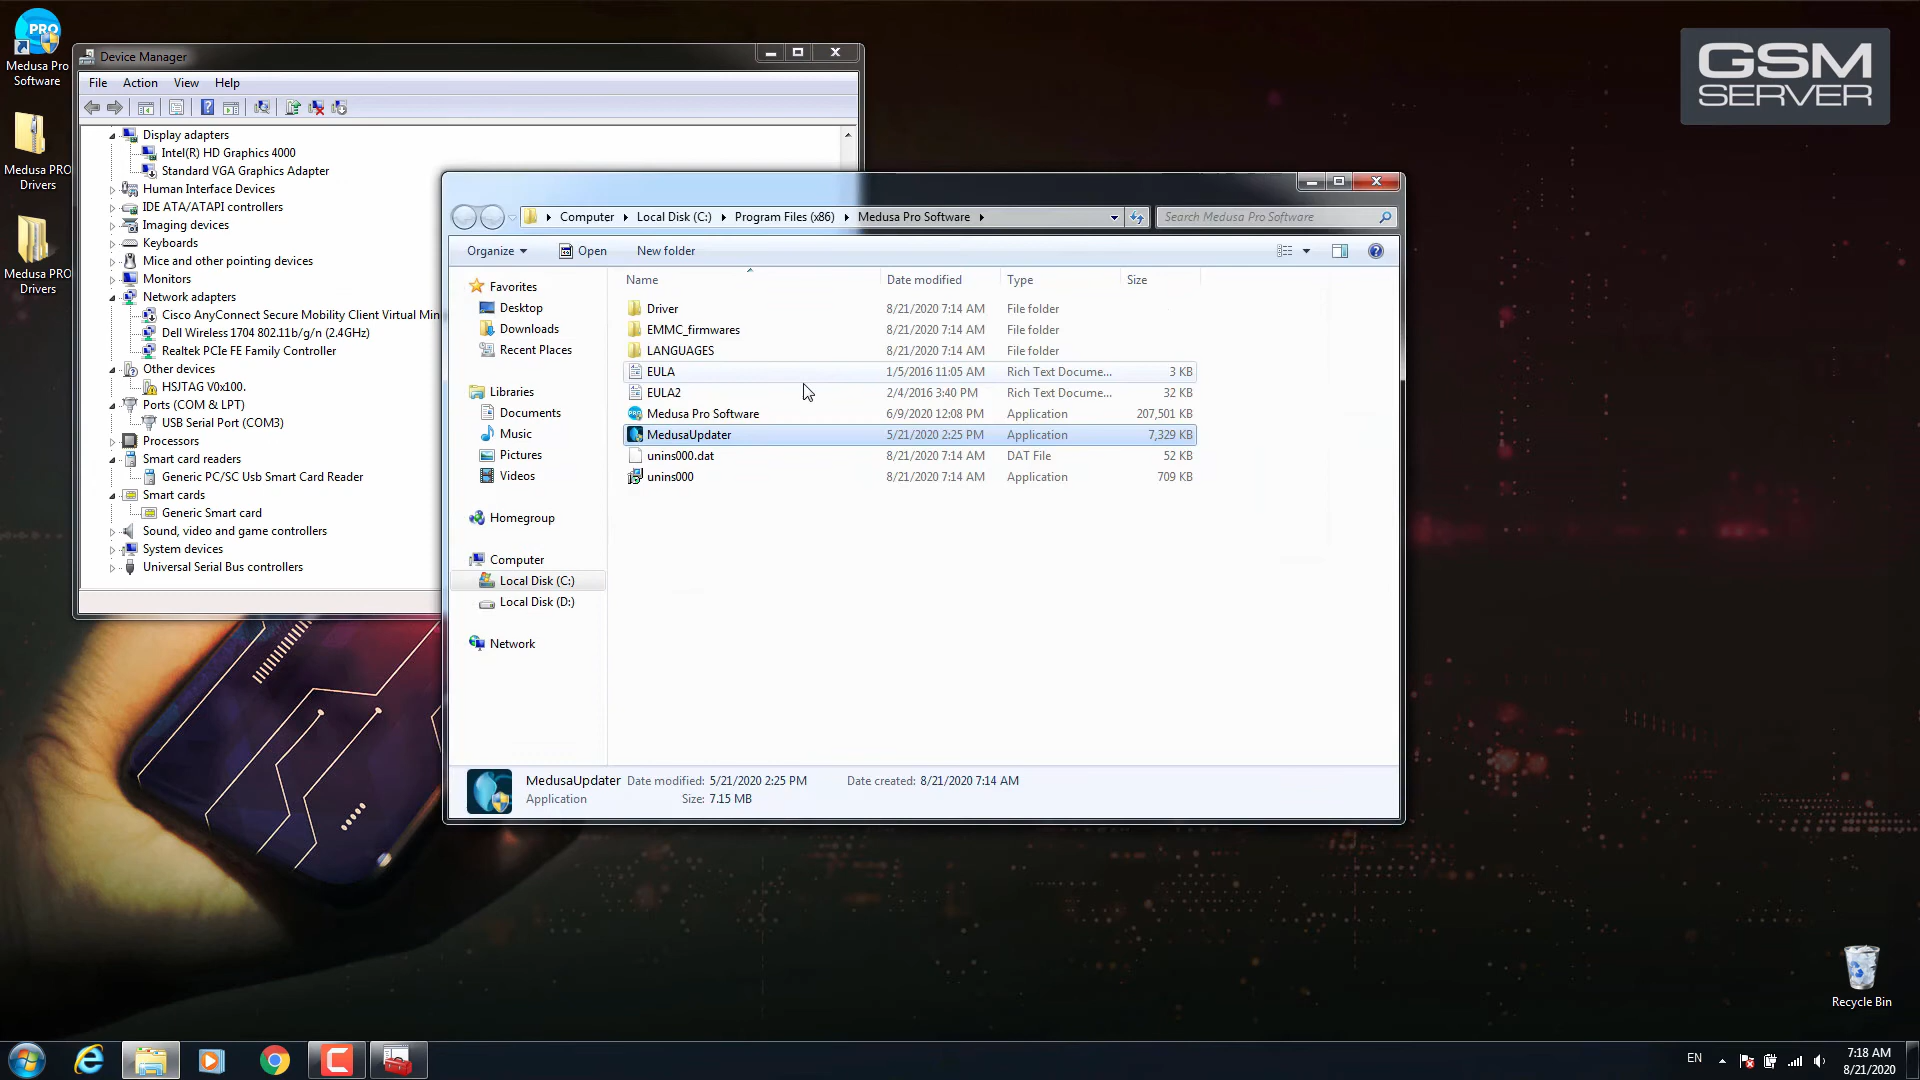 PRO
Medusa Pro
Software
Medusa PRO
Drivers
Medusa PRO
Drivers
GSM
SERVER
Device Manager
File Action View Help
Display adapters
Intel(R) HD Graphics 4000
Standard VGA Graphics Adapter
Human Interface Devices
IDE ATA/ATAPI controllers
Imaging devices
Keyboards
Mice and other pointing devices
Monitors
Network adapters
Cisco AnyConnect Secure Mobility Client Virtual Min
Dell Wireless 1704 802.11b/g/n (2.4GHz)
Realtek PCIe FE Family Controller
Other devices
HSJTAG V0x100.
Ports (COM & LPT)
USB Serial Port (COM3)
Processors
Smart card readers
Generic PC/SC Usb Smart Card Reader
Smart cards
Generic Smart card
Sound, video and game controllers
System devices
Universal Serial Bus controllers
Computer Local Disk (C:) Program Files (x86) Medusa Pro Software
Search Medusa Pro Software
Organize Open New folder
Favorites
Desktop
Downloads
Recent Places
Libraries
Documents
Music
Pictures
Videos
Homegroup
Computer
Local Disk (C:)
Local Disk (D:)
Network
Name Date modified Type Size
Driver 8/21/2020 7:14 AM File folder
EMMC_firmwares 8/21/2020 7:14 AM File folder
LANGUAGES 8/21/2020 7:14 AM File folder
EULA 1/5/2016 11:05 AM Rich Text Docume... 3 KB
EULA2 2/4/2016 3:40 PM Rich Text Docume... 32 KB
Medusa Pro Software 6/9/2020 12:08 PM Application 207,501 KB
MedusaUpdater 5/21/2020 2:25 PM Application 7,329 KB
unins000.dat 8/21/2020 7:14 AM DAT File 52 KB
unins000 8/21/2020 7:14 AM Application 709 KB
MedusaUpdater Date modified: 5/21/2020 2:25 PM Date created: 8/21/2020 7:14 AM
Application Size: 7.15 MB
Recycle Bin
EN
7:18 AM
8/21/2020